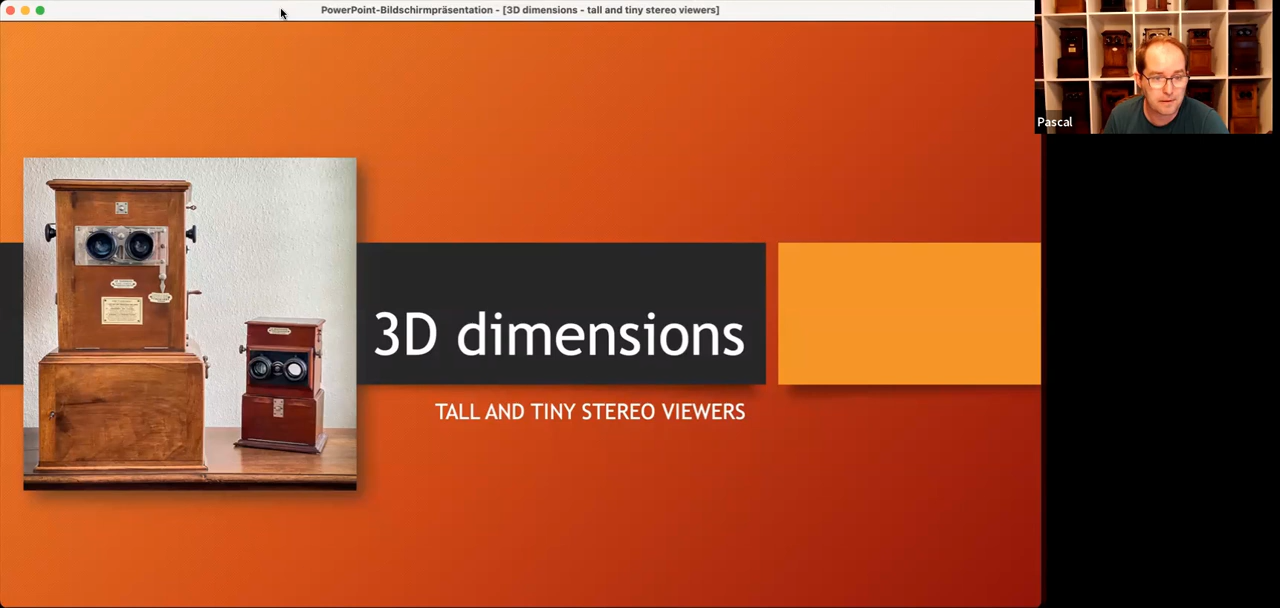 PowerPoint-Bildschirmpräsentation - [3D dimensions - tall and tiny stereo viewers]
Pascal
3D dimensions
TALL AND TINY STEREO VIEWERS